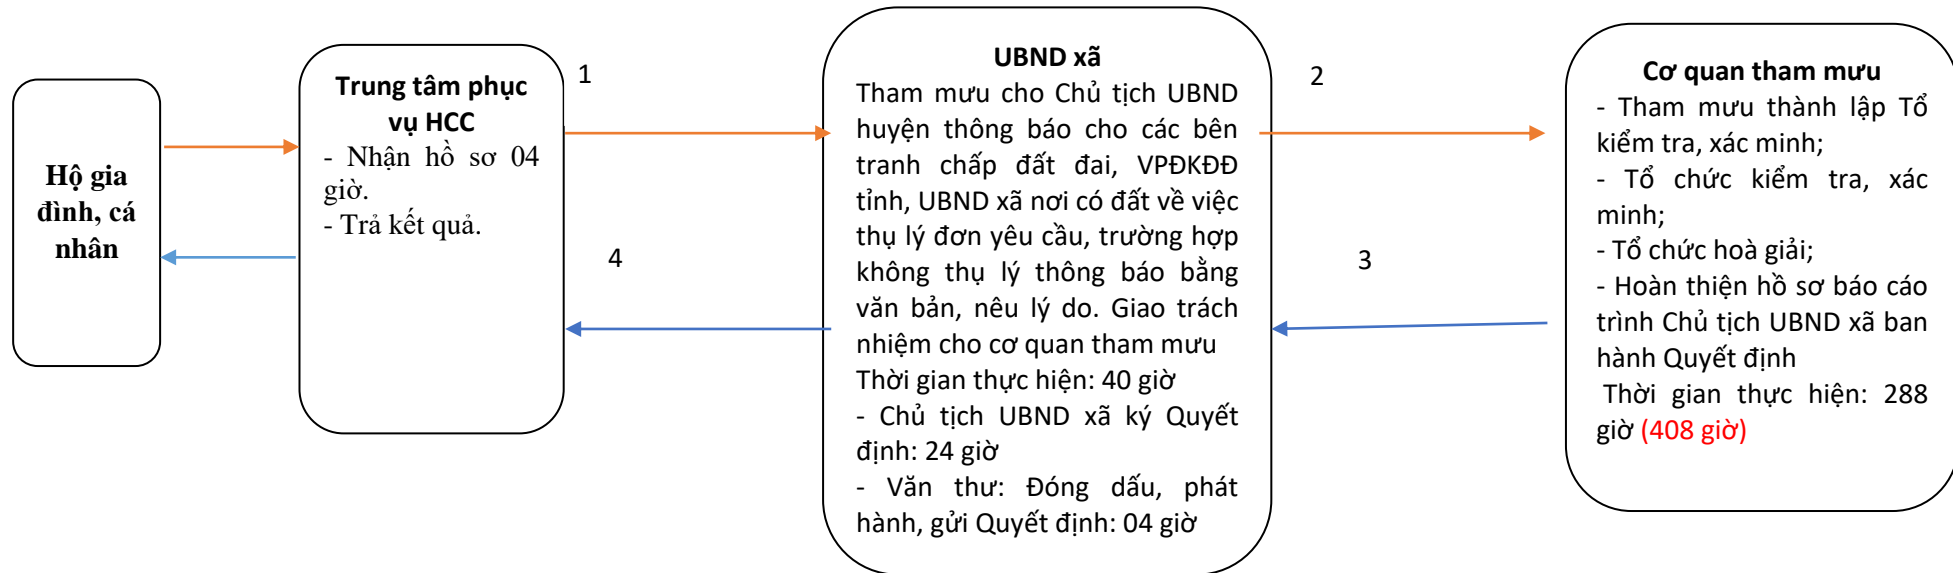 Hộ gia
đình, cá
nhân
Trung tâm phục
vụ HCC
- Nhận hồ sơ 04
giờ.
- Trả kết quả.
1
4
UBND xã
Tham mưu cho Chủ tịch UBND
huyện thông báo cho các bên
tranh chấp đất đai, VPĐKĐĐ
tỉnh, UBND xã nơi có đất về việc
thụ lý đơn yêu cầu, trường hợp
không thụ lý thông báo bằng
văn bản, nêu lý do. Giao trách
nhiệm cho cơ quan tham mưu
Thời gian thực hiện: 40 giờ
- Chủ tịch UBND xã ký Quyết
định: 24 giờ
- Văn thư: Đóng dấu, phát
hành, gửi Quyết định: 04 giờ
2
3
Cơ quan tham mưu
- Tham mưu thành lập Tổ
kiểm tra, xác minh;
- Tổ chức kiểm tra, xác
minh;
- Tổ chức hoà giải;
- Hoàn thiện hồ sơ báo cáo
trình Chủ tịch UBND xã ban
hành Quyết định
Thời gian thực hiện: 288
giờ (408 giờ)